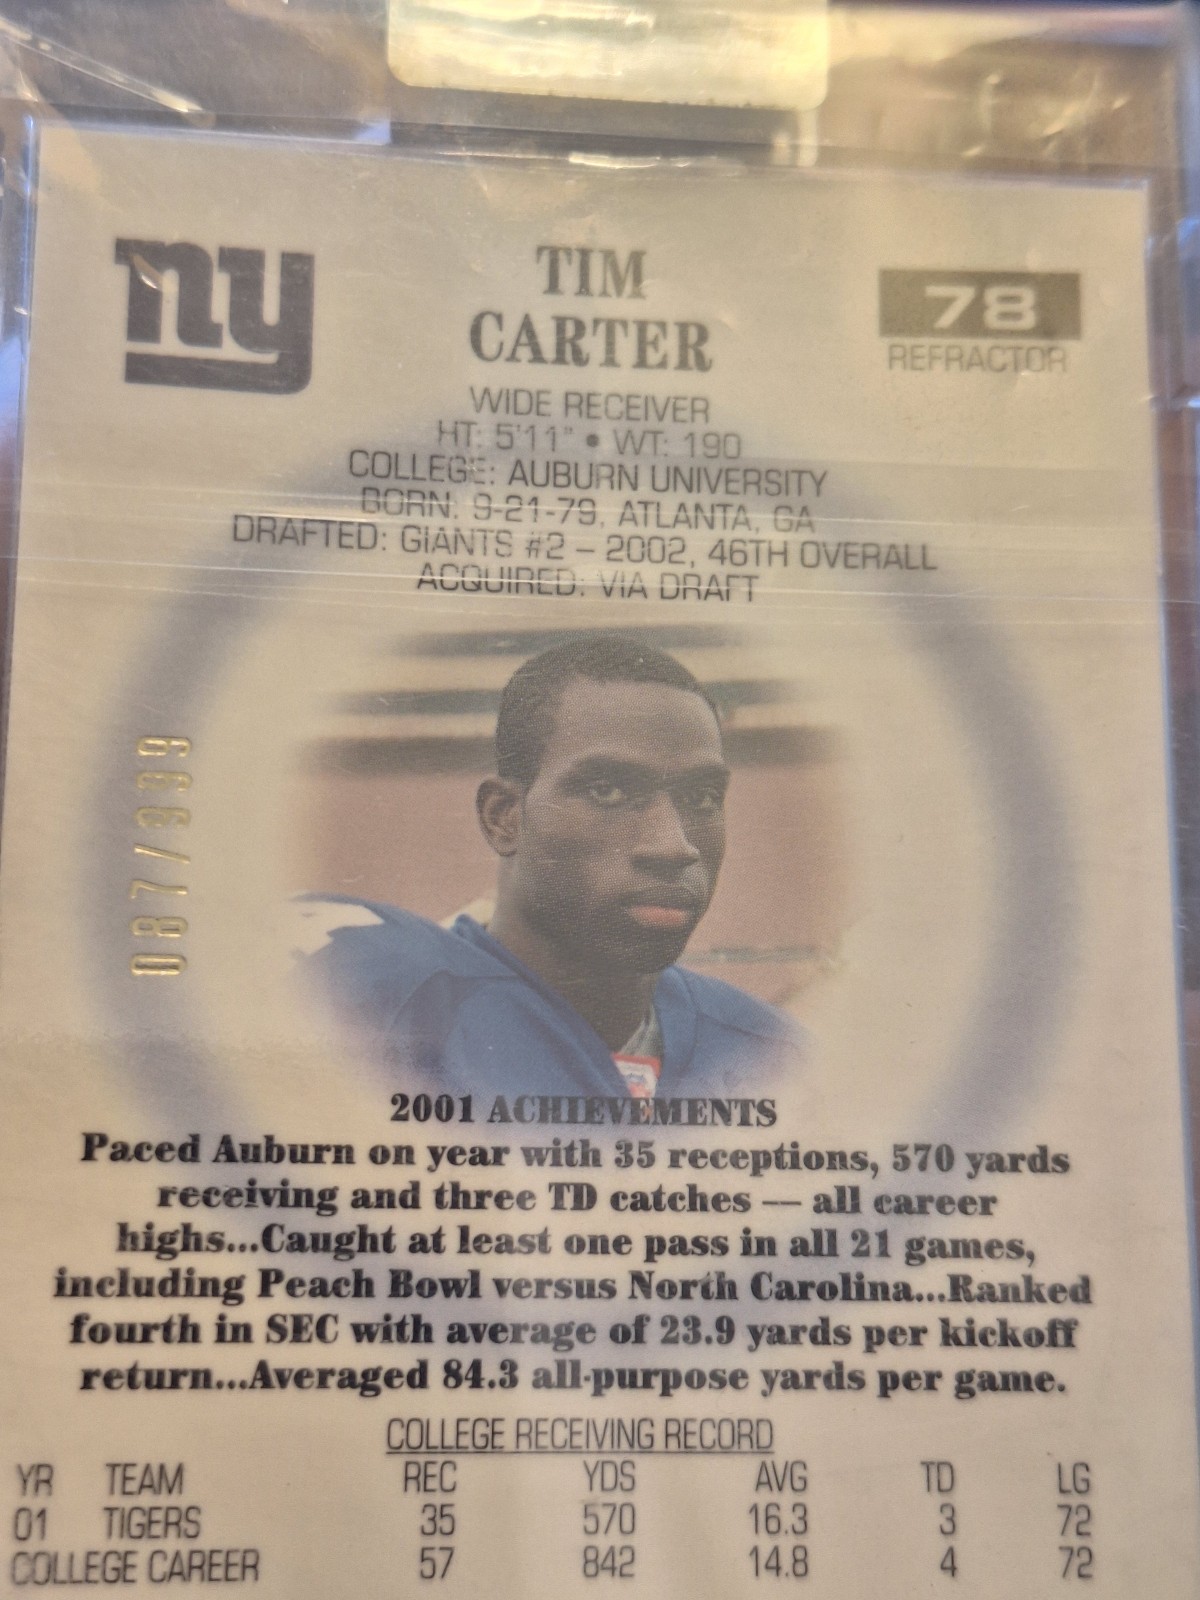 ny
TIM
CARTER
78
REFRACTOR
WIDE RECEIVER
HT: 5'11" • WT: 190
COLLEGE: AUBURN UNIVERSITY
BORN: 9-21-79, ATLANTA, GA
DRAFTED: GIANTS #2 – 2002, 46TH OVERALL
ACQUIRED: VIA DRAFT
087/999
2001 ACHIEVEMENTS
Paced Auburn on year with 35 receptions, 570 yards
receiving and three TD catches — all career
highs...Caught at least one pass in all 21 games,
including Peach Bowl versus North Carolina...Ranked
fourth in SEC with average of 23.9 yards per kickoff
return...Averaged 84.3 all-purpose yards per game.
COLLEGE RECEIVING RECORD
YR TEAM REC YDS AVG TD LG
01 TIGERS 35 570 16.3 3 72
COLLEGE CAREER 57 842 14.8 4 72